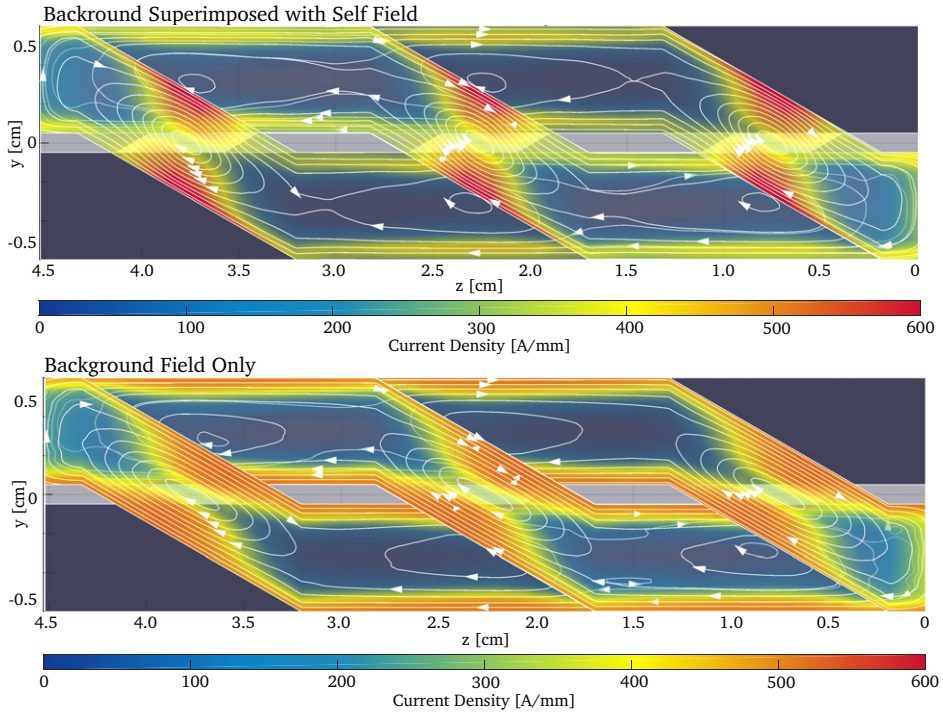 Backround Superimposed with Self Field
0.5
0
-0.5
y [cm]
4.5 4.0 3.5 3.0 2.5 2.0 1.5 1.0 0.5 0
z [cm]
0 100 200 300 400 500 600
Current Density [A/mm]
Background Field Only
0.5
0
-0.5
y [cm]
4.5 4.0 3.5 3.0 2.5 2.0 1.5 1.0 0.5 0
z [cm]
0 100 200 300 400 500 600
Current Density [A/mm]